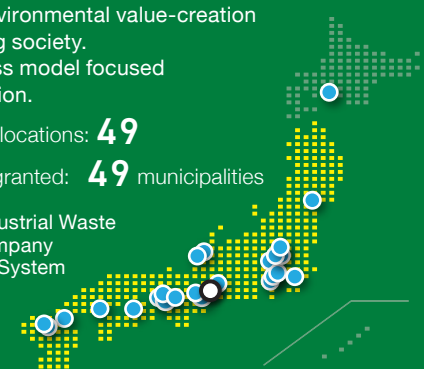 vironmental value-creation
g society.
ss model focused
ion.
locations: 49
granted: 49 municipalities
ustrial Waste
mpany
System